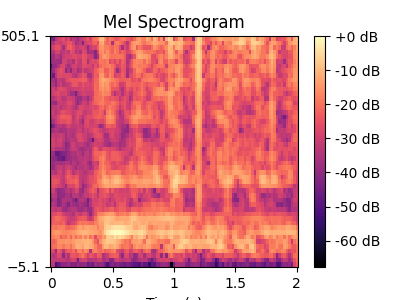 Mel Spectrogram
505.1
+0 dB
-10 dB
-20 dB
-30 dB
-40 dB
-50 dB
-60 dB
−5.1
0
0.5
1
1.5
2